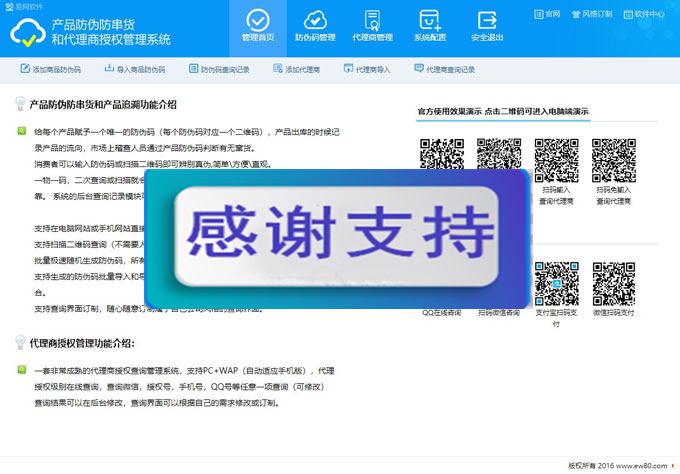 易网软件
产品防伪防串货
和代理商授权管理系统
管理首页
防伪码管理
代理商管理
系统配置
安全退出
官网
风格订制
软件中心
添加商品防伪码
导入商品防伪码
防伪码查询记录
添加代理商
代理商导入
代理商查询记录
产品防伪防串货和产品追溯功能介绍
给每个产品赋予一个唯一的防伪码（每个防伪码对应一个二维码），产品出库的时候记
录产品的流向，市场上稽查人员通过产品防伪码判断有无窜货。
消费者可以输入防伪码或扫描二维码即可辨别真伪,简单\方便\直观。
一物一码，二次查询或扫描就会
靠。 系统的后台查询记录模块可
支持在电脑网站或手机网站直接
支持扫描二维码查询（不需要人
批量极速随机生成防伪码，所有
支持生成的防伪码批量导入和导
台。
支持查询界面订制，随心随意订制属于自己公司风格的查询界面。
感谢支持
官方使用效果演示 点击二维码可进入电脑端演示
扫码输入
查询代理商
扫码免输入
查询代理商
QQ在线咨询
扫码微信咨询
支付宝扫码支
付
微信扫码支付
代理商授权管理功能介绍：
一套非常成熟的代理商授权查询管理系统，支持PC+WAP（自动适应手机版），代理
授权级别在线查询，查询微信，授权号，手机号，QQ号等任意一项查询（可修改）
查询结果可以在后台修改，查询界面可以根据自己的需求修改或订制。
版权所有 2016 www.ew80.com